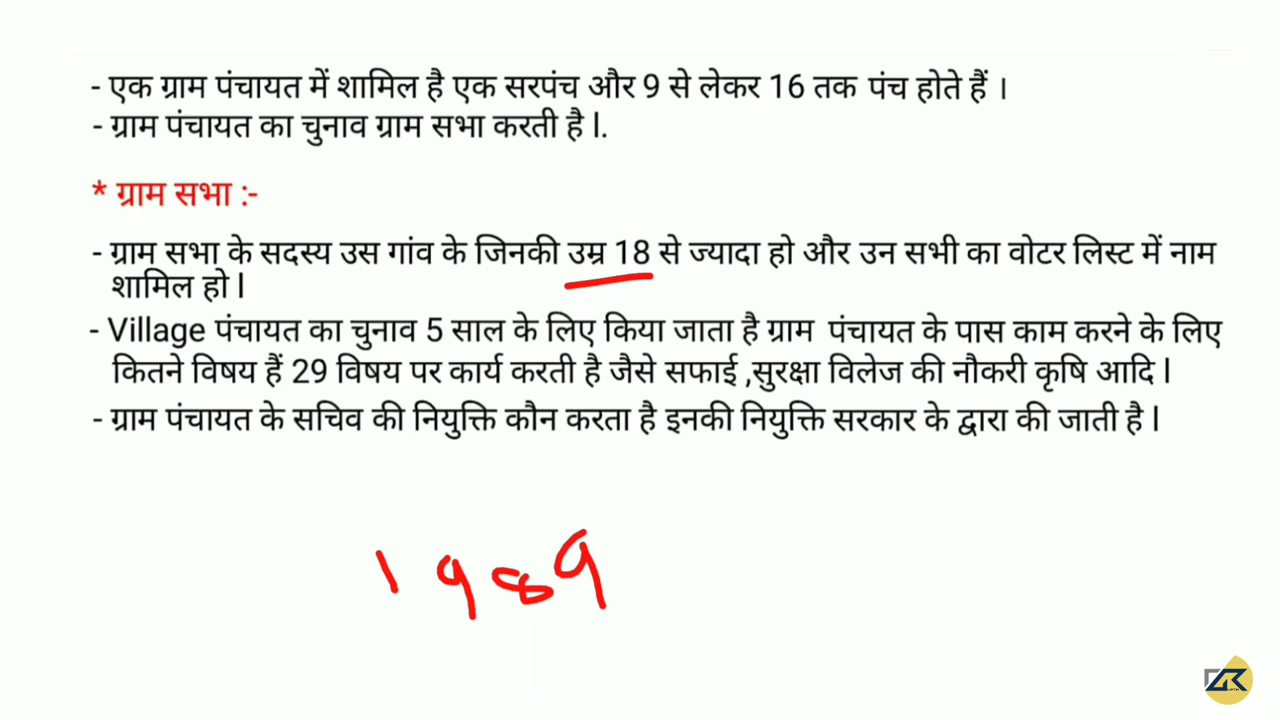 - एक ग्राम पंचायत में शामिल है एक सरपंच और 9 से लेकर 16 तक पंच होते हैं ।
- ग्राम पंचायत का चुनाव ग्राम सभा करती है l.
* ग्राम सभा :-
- ग्राम सभा के सदस्य उस गांव के जिनकी उम्र 18 से ज्यादा हो और उन सभी का वोटर लिस्ट में नाम
शामिल हो l
- Village पंचायत का चुनाव 5 साल के लिए किया जाता है ग्राम पंचायत के पास काम करने के लिए
कितने विषय हैं 29 विषय पर कार्य करती है जैसे सफाई ,सुरक्षा विलेज की नौकरी कृषि आदि l
- ग्राम पंचायत के सचिव की नियुक्ति कौन करता है इनकी नियुक्ति सरकार के द्वारा की जाती है l
1989